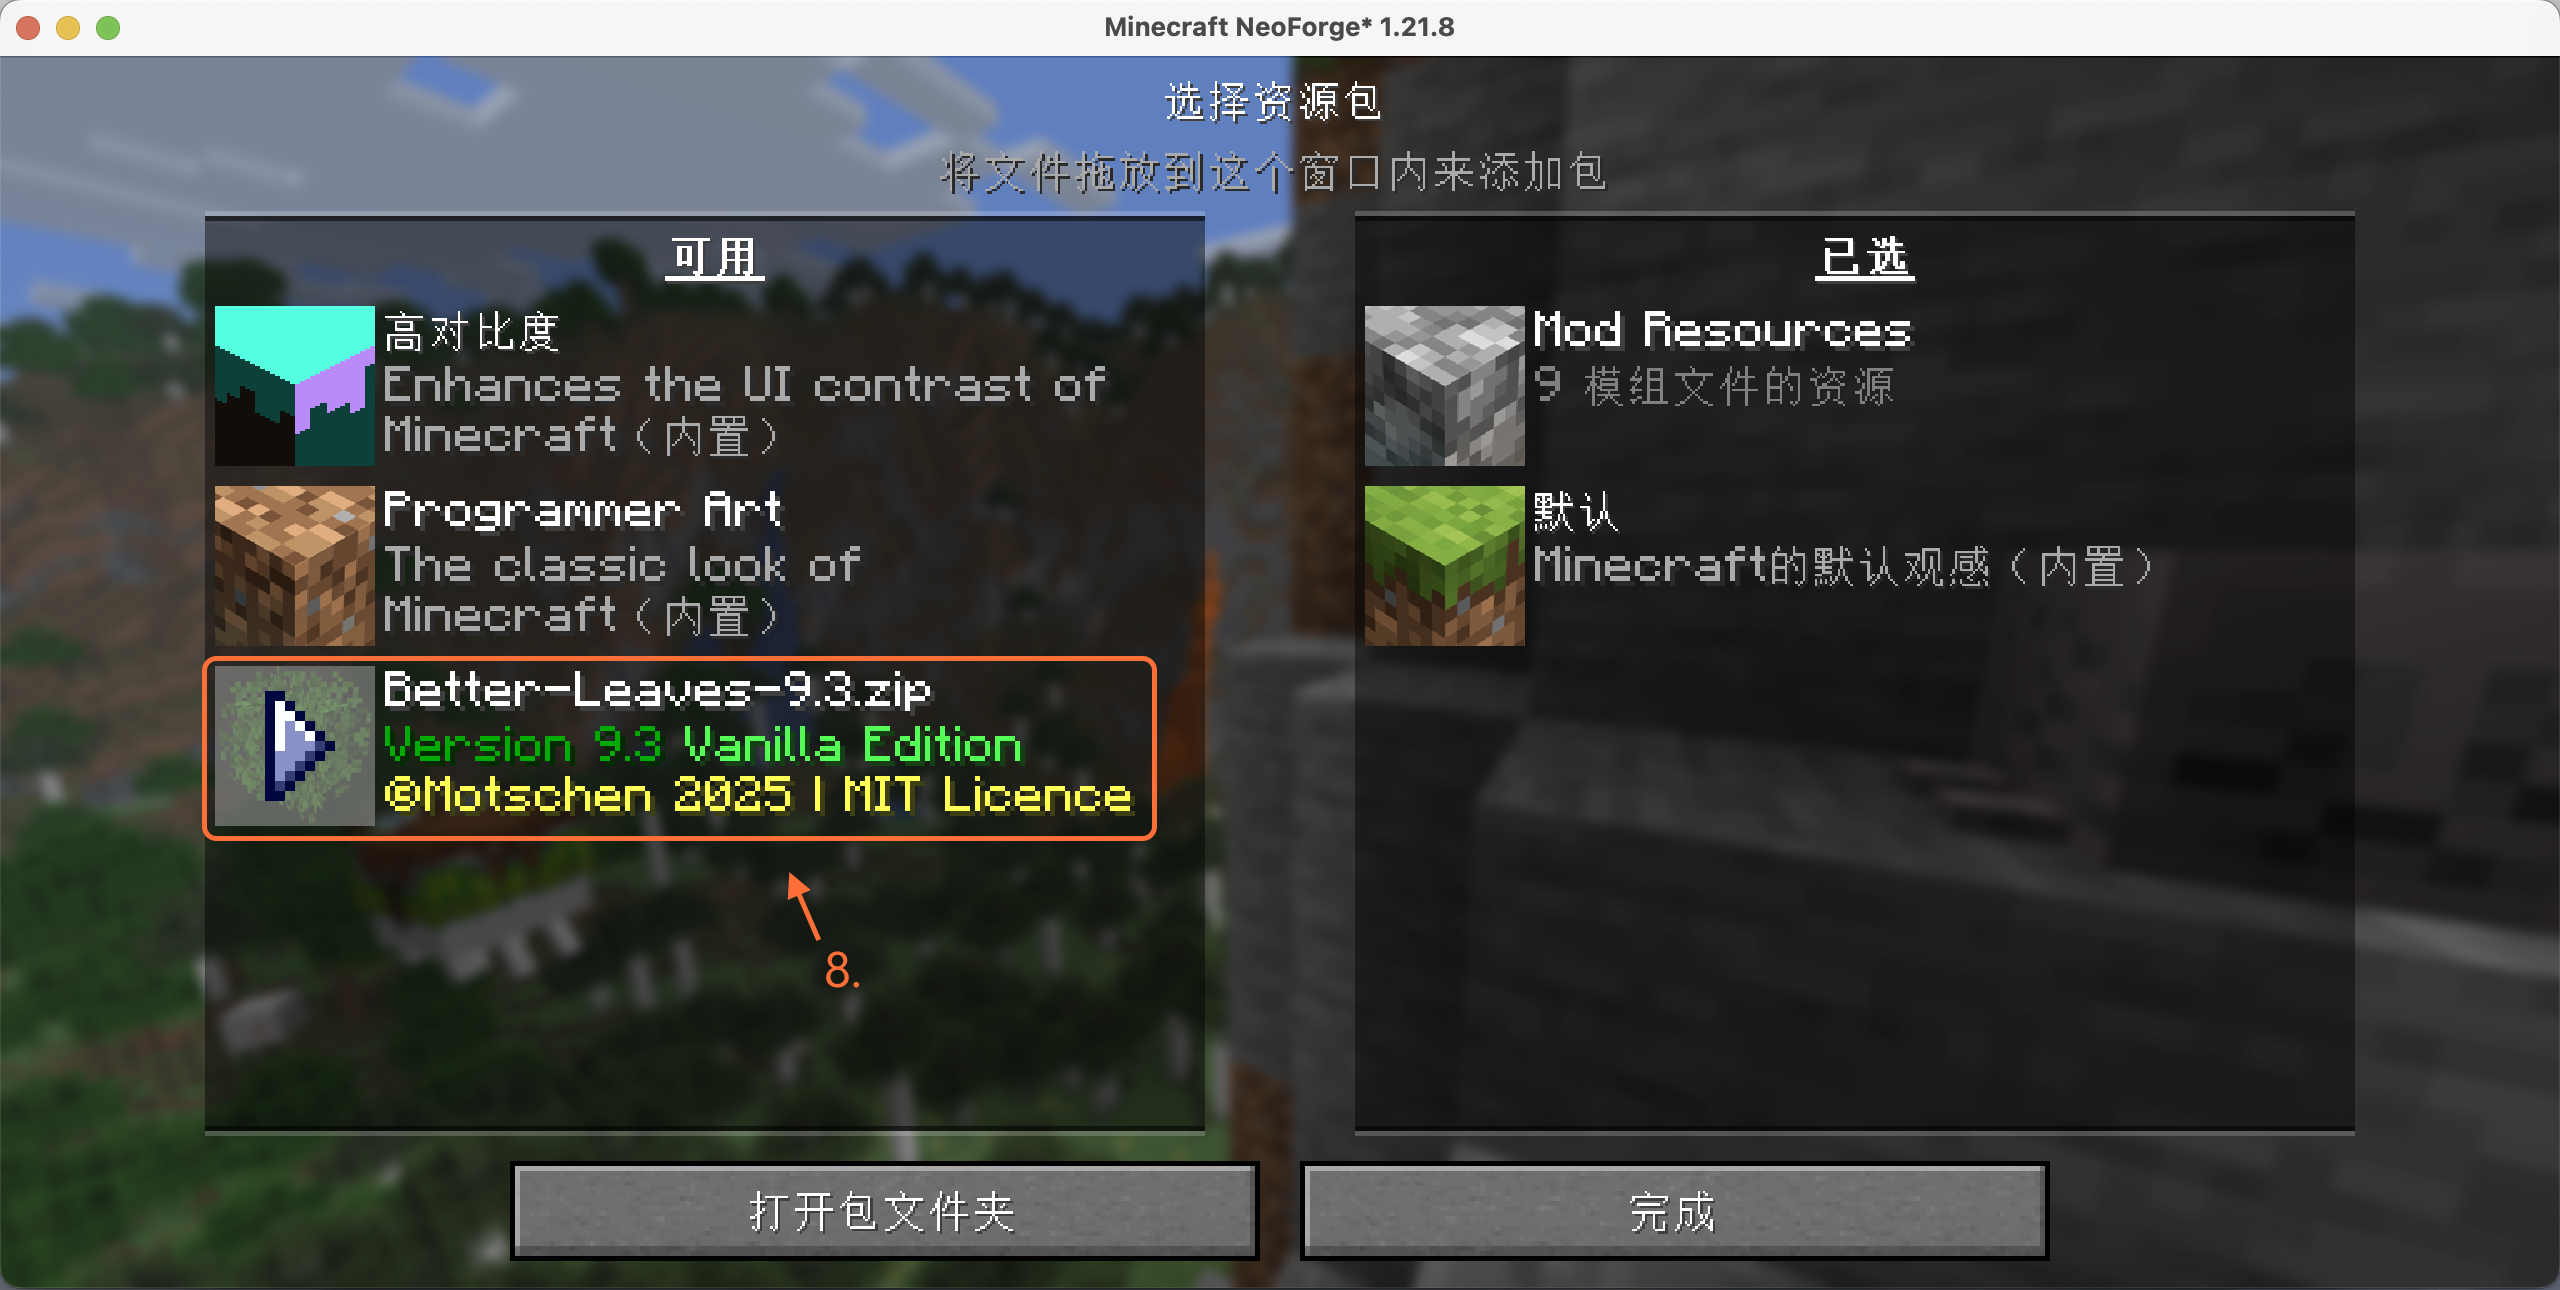 Minecraft NeoForge* 1.21.8
选择资源包
将文件拖放到这个窗口内来添加包
可用
高对比度
Enhances the UI contrast of
Minecraft（内置）
Programmer Art
The classic look of
Minecraft（内置）
Better-Leaves-9.3.zip
Version 9.3 Vanilla Edition
©Motschen 2025 | MIT Licence
8.
已选
Mod Resources
9 模组文件的资源
默认
Minecraft的默认观感（内置）
打开包文件夹
完成